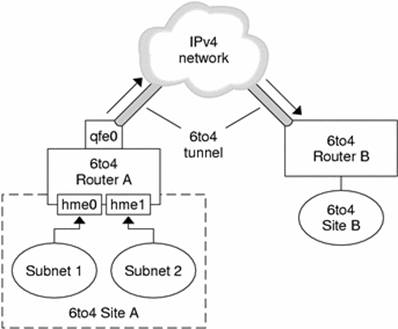 IPv4
network
qfe0
6to4
tunnel
6to4
Router A
6to4
Router B
hme0
hme1
6to4
Site B
Subnet 1
Subnet 2
6to4 Site A